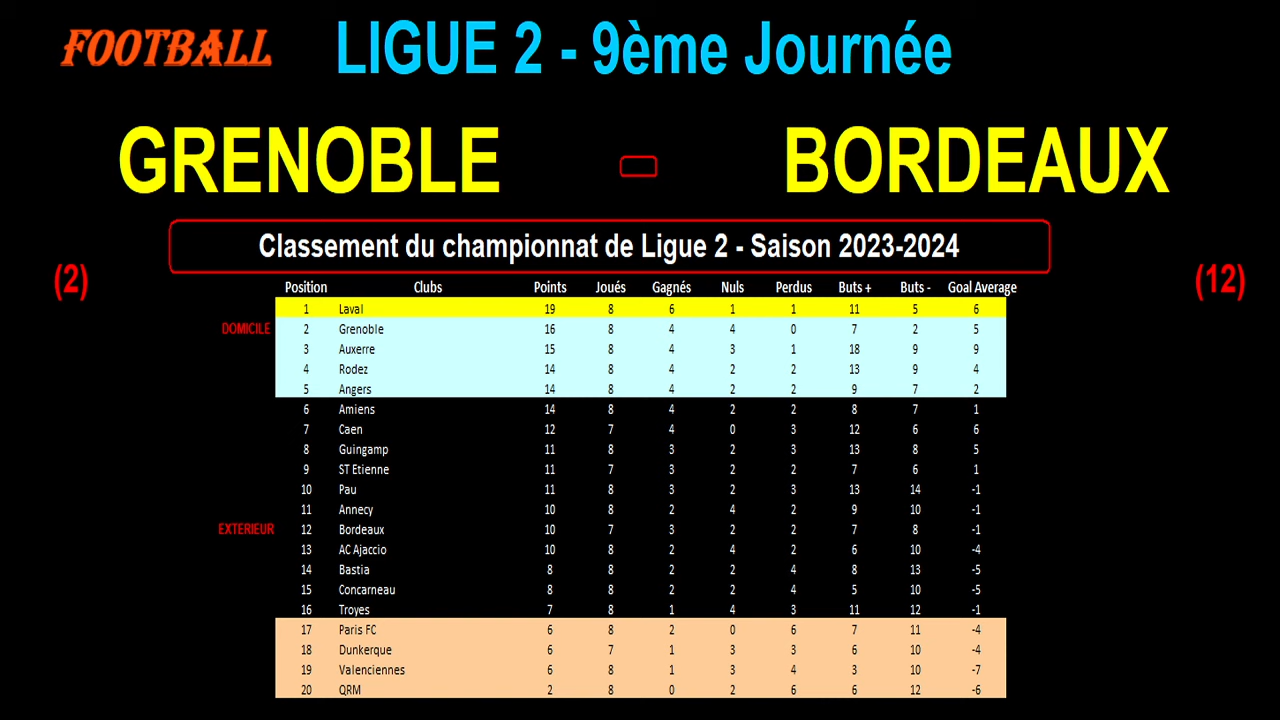 FOOTBALL LIGUE 2 - 9ème Journée
GRENOBLE - BORDEAUX
Classement du championnat de Ligue 2 - Saison 2023-2024
(2) (12)
Position Clubs Points Joués Gagnés Nuls Perdus Buts + Buts - Goal Average
1 Laval 19 8 6 1 1 11 5 6
DOMICILE 2 Grenoble 16 8 4 4 0 7 2 5
3 Auxerre 15 8 4 3 1 18 9 9
4 Rodez 14 8 4 2 2 13 9 4
5 Angers 14 8 4 2 2 9 7 2
6 Amiens 14 8 4 2 2 8 7 1
7 Caen 12 7 4 0 3 12 6 6
8 Guingamp 11 8 3 2 3 13 8 5
9 ST Etienne 11 7 3 2 2 7 6 1
10 Pau 11 8 3 2 3 13 14 -1
11 Annecy 10 8 2 4 2 9 10 -1
EXTERIEUR 12 Bordeaux 10 7 3 2 2 7 8 -1
13 AC Ajaccio 10 8 2 4 2 6 10 -4
14 Bastia 8 8 2 2 4 8 13 -5
15 Concarneau 8 8 2 2 4 5 10 -5
16 Troyes 7 8 1 4 3 11 12 -1
17 Paris FC 6 8 2 0 6 7 11 -4
18 Dunkerque 6 7 1 3 3 6 10 -4
19 Valenciennes 6 8 1 3 4 3 10 -7
20 QRM 2 8 0 2 6 6 12 -6